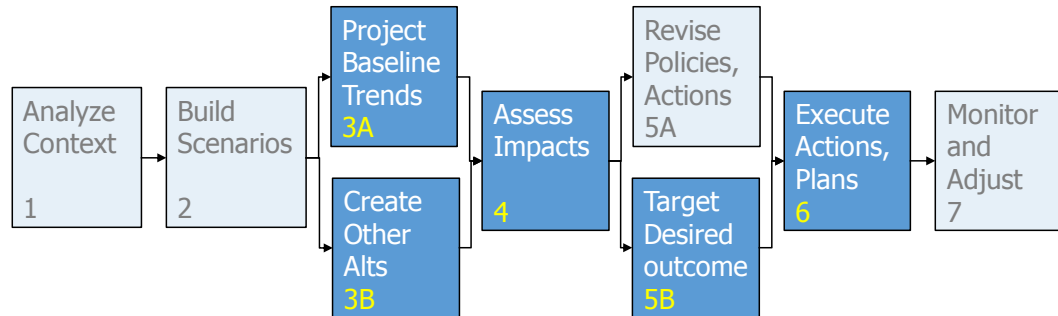 Analyze
Context
1
Build
Scenarios
2
Project
Baseline
Trends
3A
Create
Other
Alts
3B
Assess
Impacts
4
Revise
Policies,
Actions
5A
Target
Desired
outcome
5B
Execute
Actions,
Plans
6
Monitor
and
Adjust
7